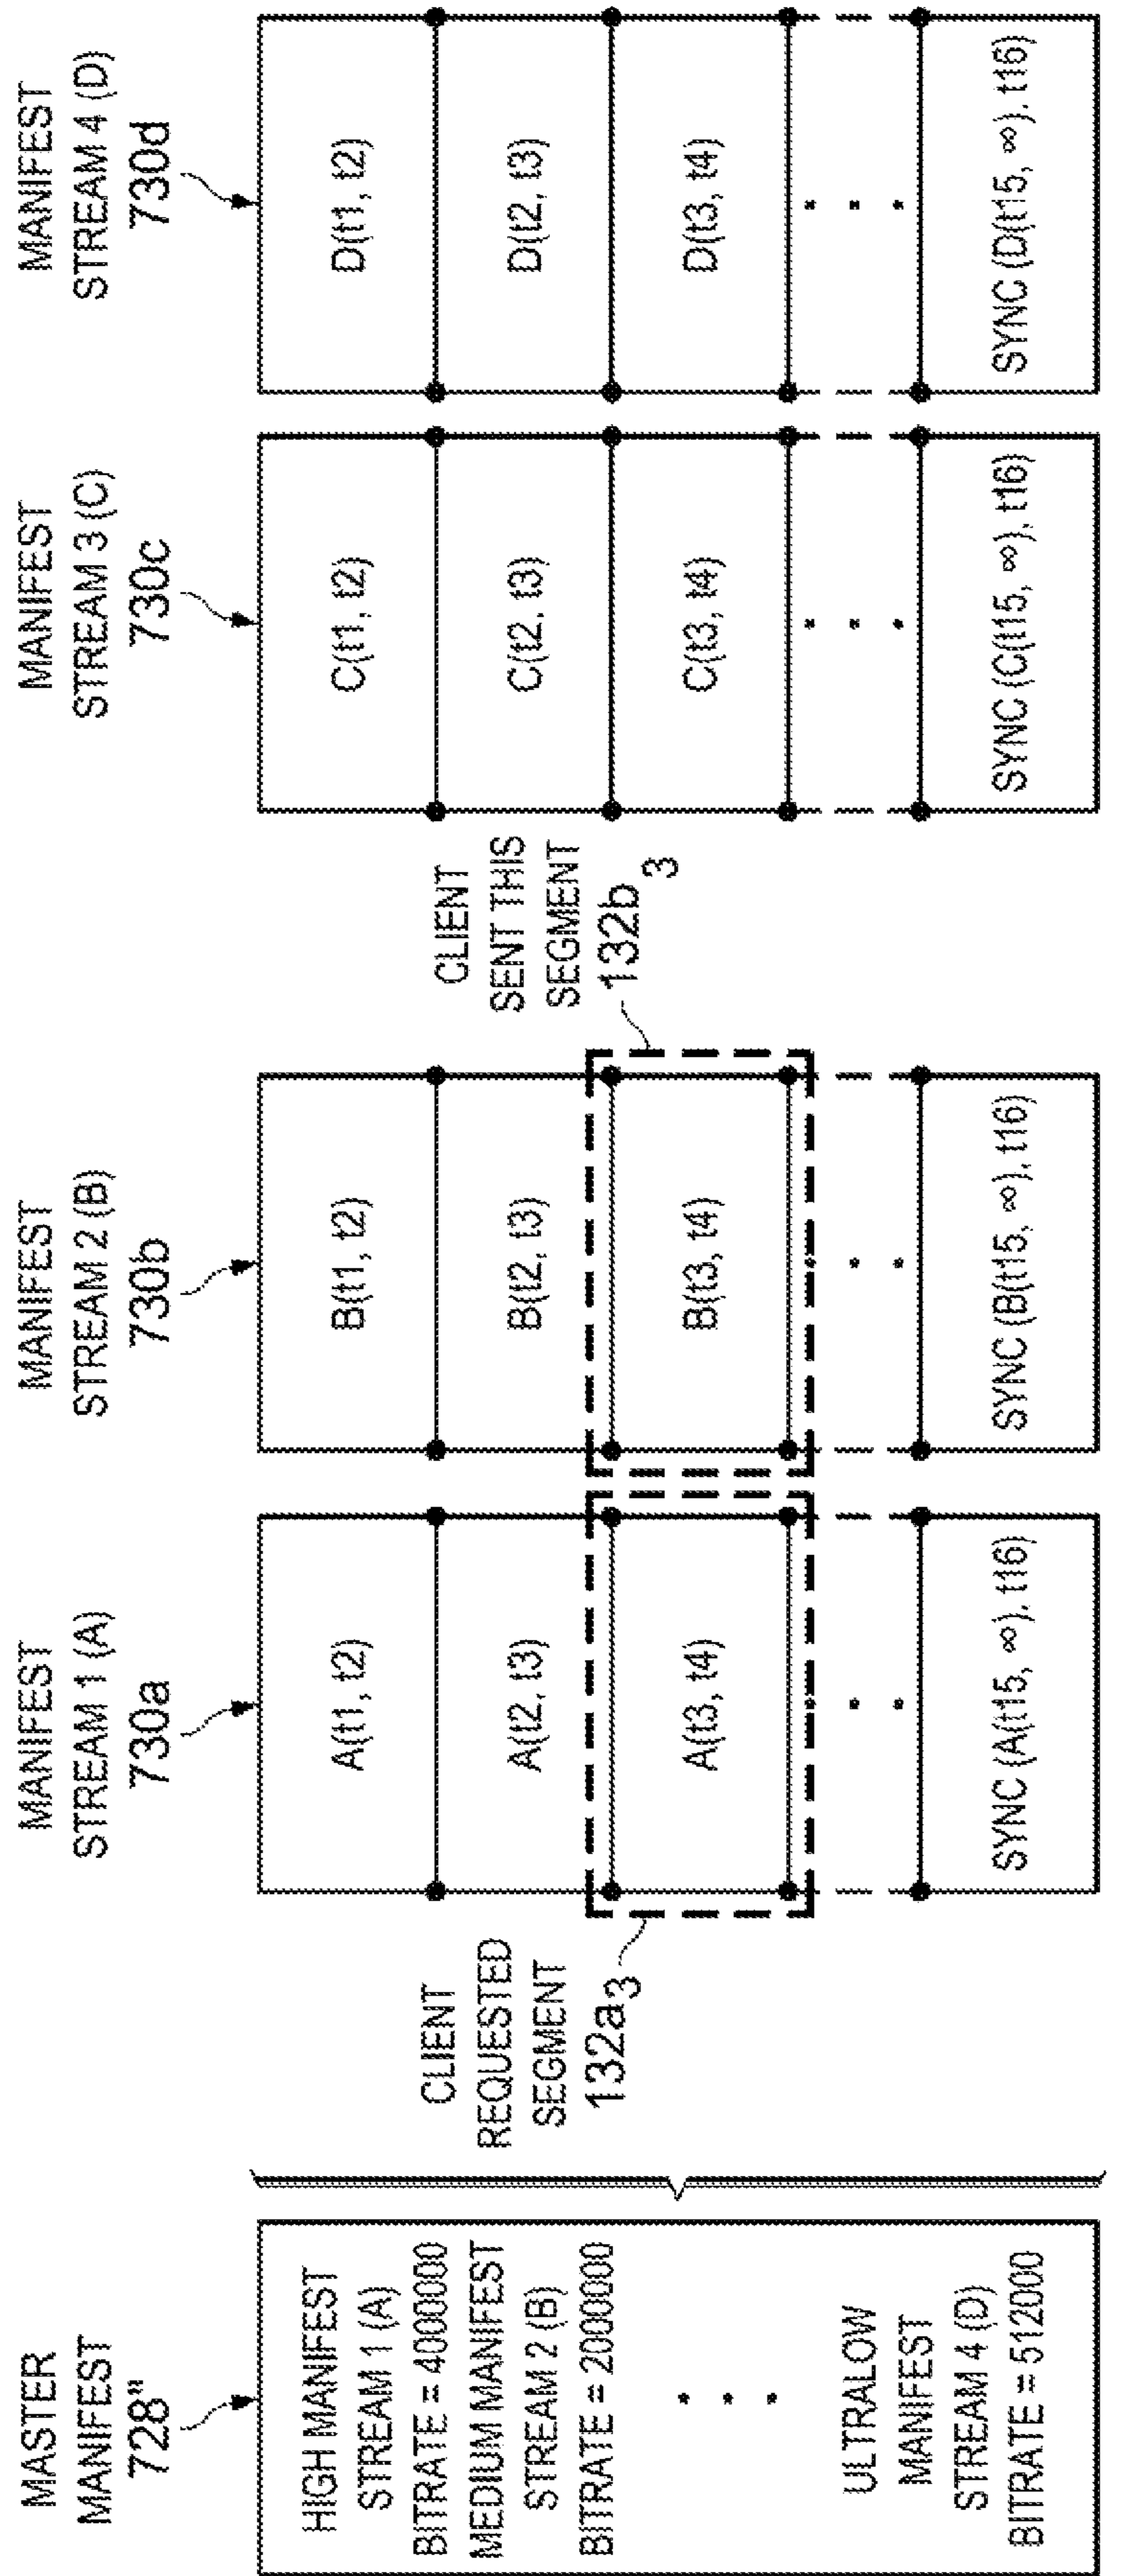 MASTER
MANIFEST
728"
HIGH MANIFEST
STREAM 1 (A)
BITRATE = 4000000
MEDIUM MANIFEST
STREAM 2 (B)
BITRATE = 2000000
ULTRALOW
MANIFEST
STREAM 4 (D)
BITRATE = 512000
CLIENT
REQUESTED
SEGMENT
132a3
MANIFEST
STREAM 1 (A)
730a
A(t1, t2)
A(t2, t3)
A(t3, t4)
SYNC (A(t15, ∞), t16)
MANIFEST
STREAM 2 (B)
730b
B(t1, t2)
B(t2, t3)
B(t3, t4)
SYNC (B(t15, ∞), t16)
CLIENT
SENT THIS
SEGMENT
132b3
MANIFEST
STREAM 3 (C)
730c
C(t1, t2)
C(t2, t3)
C(t3, t4)
SYNC (C(t15, ∞), t16)
MANIFEST
STREAM 4 (D)
730d
D(t1, t2)
D(t2, t3)
D(t3, t4)
SYNC (D(t15, ∞), t16)